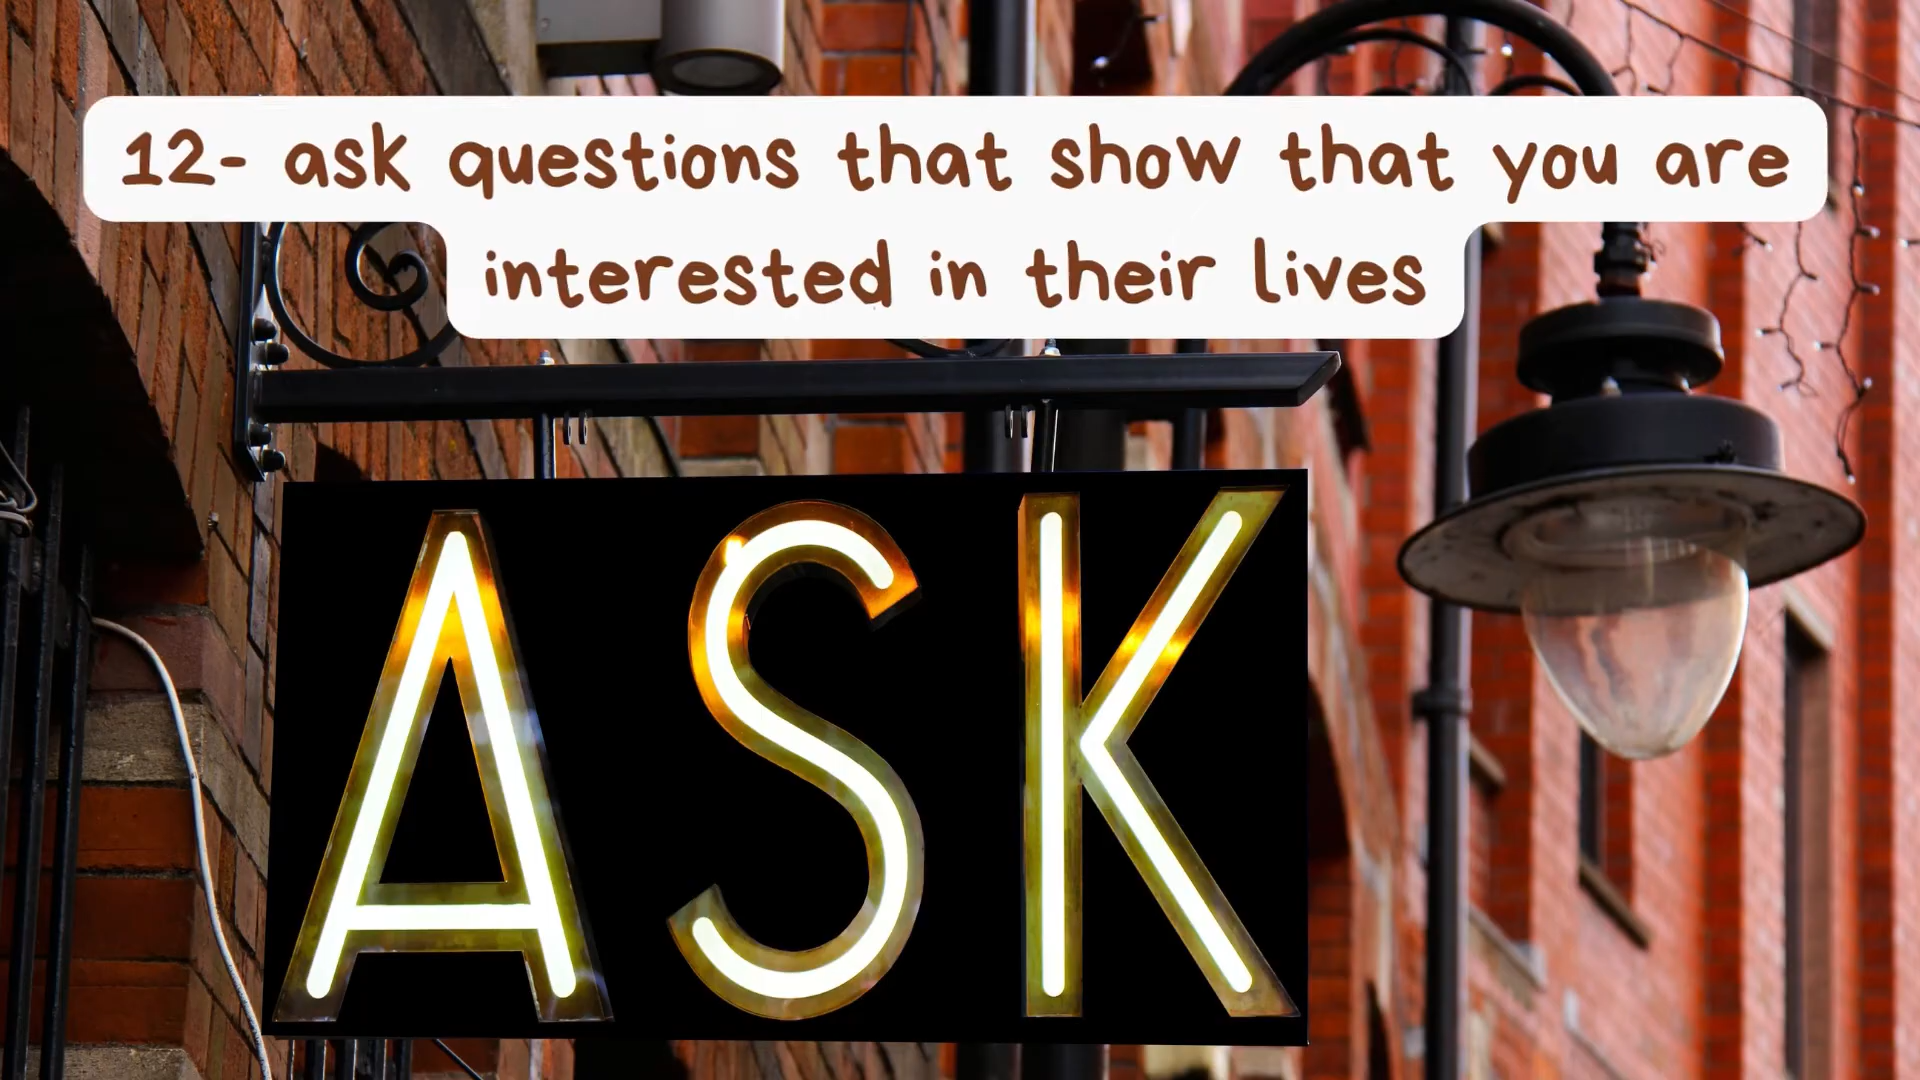 12- ask questions that show that you are
interested in their lives
ASK